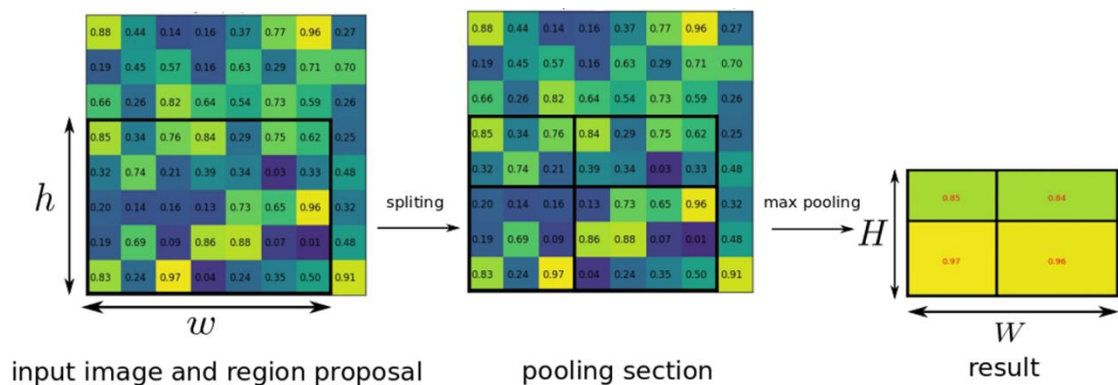 0.88 0.44 0.14 0.16 0.37 0.77 0.96 0.27
0.19 0.45 0.57 0.16 0.63 0.29 0.71 0.70
0.66 0.26 0.82 0.64 0.54 0.73 0.59 0.26
0.85 0.34 0.76 0.84 0.29 0.75 0.62 0.25
0.32 0.74 0.21 0.39 0.34 0.03 0.33 0.48
0.20 0.14 0.16 0.13 0.73 0.65 0.96 0.32
0.19 0.69 0.09 0.86 0.88 0.07 0.01 0.48
0.83 0.24 0.97 0.04 0.24 0.35 0.50 0.91
h
w
input image and region proposal
spliting
0.88 0.44 0.14 0.16 0.37 0.77 0.96 0.27
0.19 0.45 0.57 0.16 0.63 0.29 0.71 0.70
0.66 0.26 0.82 0.64 0.54 0.73 0.59 0.26
0.85 0.34 0.76 0.84 0.29 0.75 0.62 0.25
0.32 0.74 0.21 0.39 0.34 0.03 0.33 0.48
0.20 0.14 0.16 0.13 0.73 0.65 0.96 0.32
0.19 0.69 0.09 0.86 0.88 0.07 0.01 0.48
0.83 0.24 0.97 0.04 0.24 0.35 0.50 0.91
pooling section
max pooling
H
0.85 0.84
0.97 0.96
W
result